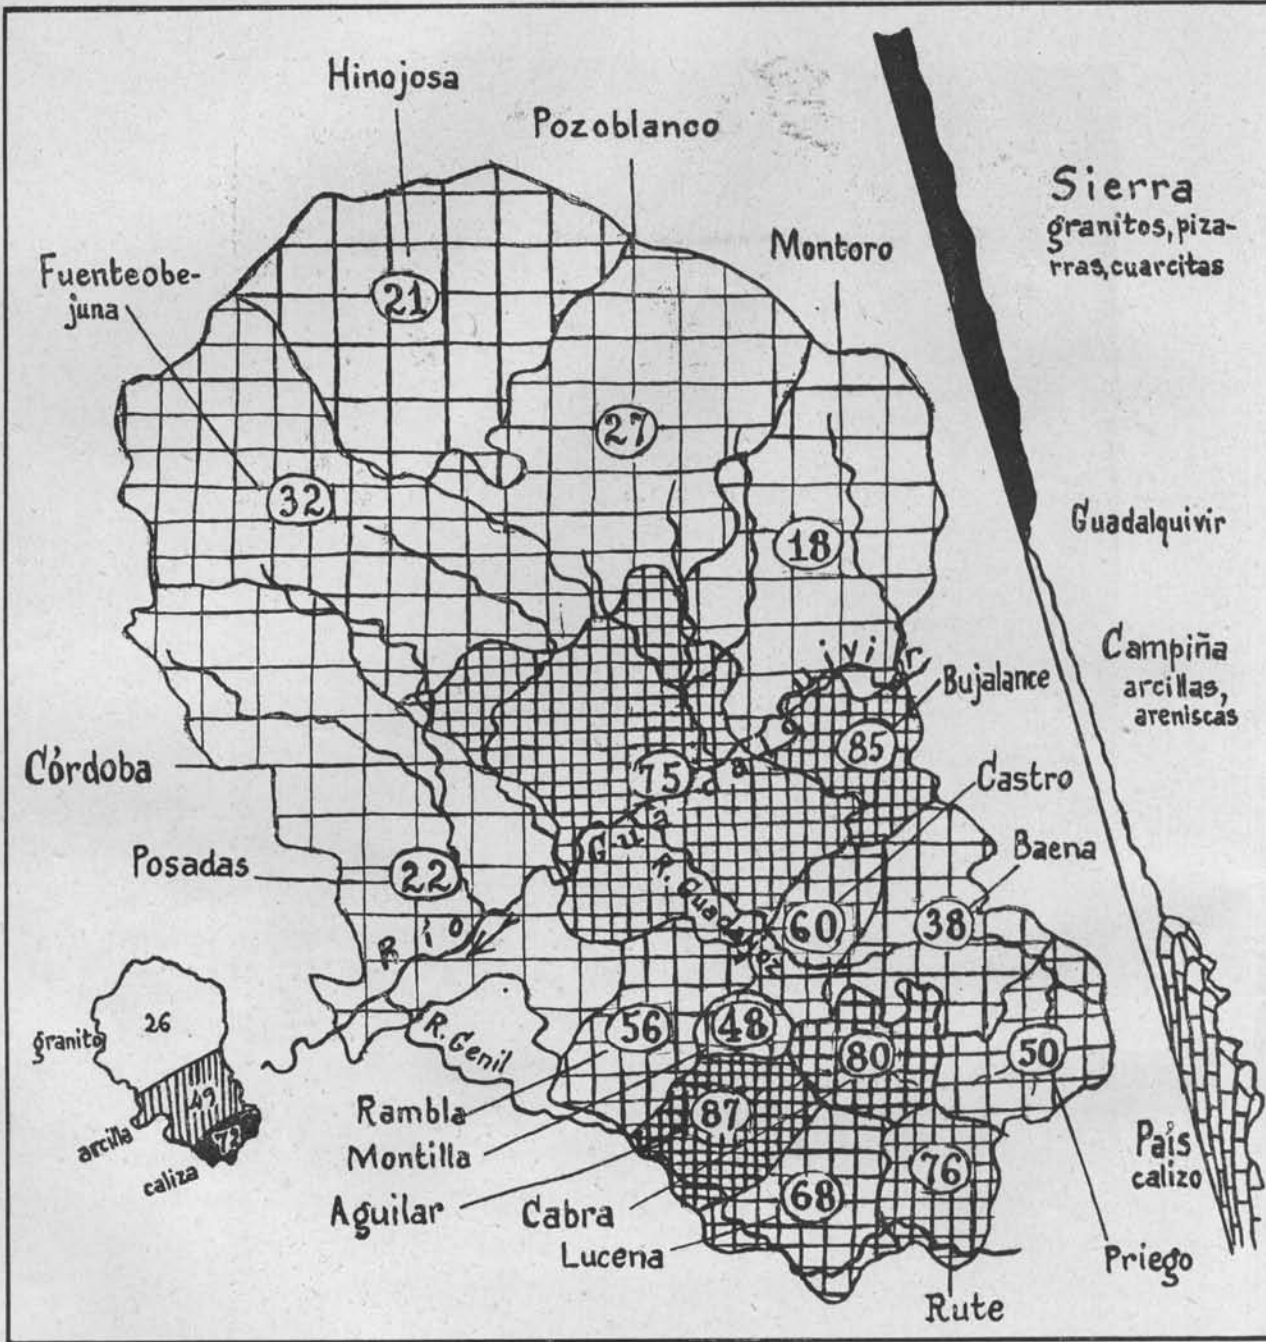 Hinojosa
Pozoblanco
Montoro
Sierra
granitos, piza-
rras, cuarcitas
Fuenteobe-
juna
21
27
32
18
Guadalquivir
Campiña
arcillas,
areniscas
Bujalance
85
Castro
Córdoba
75
Baena
Posadas
22
Río Guadalquivir
R. Guadajoz
60
38
26
granito
49
arcilla
72
caliza
R. Genil
56
48
80
50
87
Rambla
Montilla
Aguilar
Cabra
Lucena
68
76
País
calizo
Priego
Rute